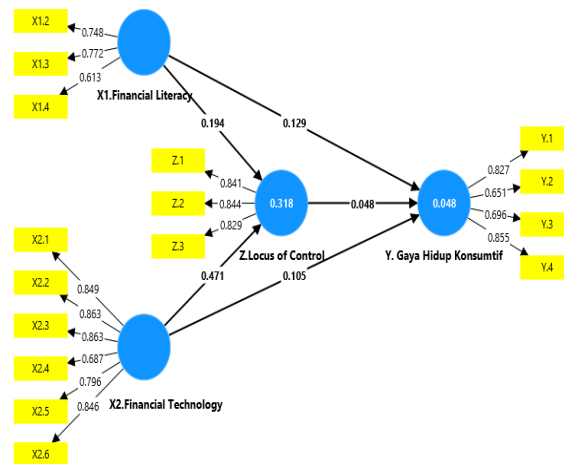 X1.2
0.748
X1.3
0.772
0.613
X1.4
X1.Financial Literacy
0.194
0.129
Z.1
0.841
Z.2
0.844
0.829
Z.3
0.318
0.048
0.048
Z.Locus of Control
Y. Gaya Hidup Konsumtif
Y.1
0.827
Y.2
0.651
0.696
Y.3
0.855
Y.4
0.471
0.105
X2.1
0.849
X2.2
0.863
X2.3
0.863
0.687
X2.4
0.796
X2.5
0.846
X2.6
X2.Financial Technology